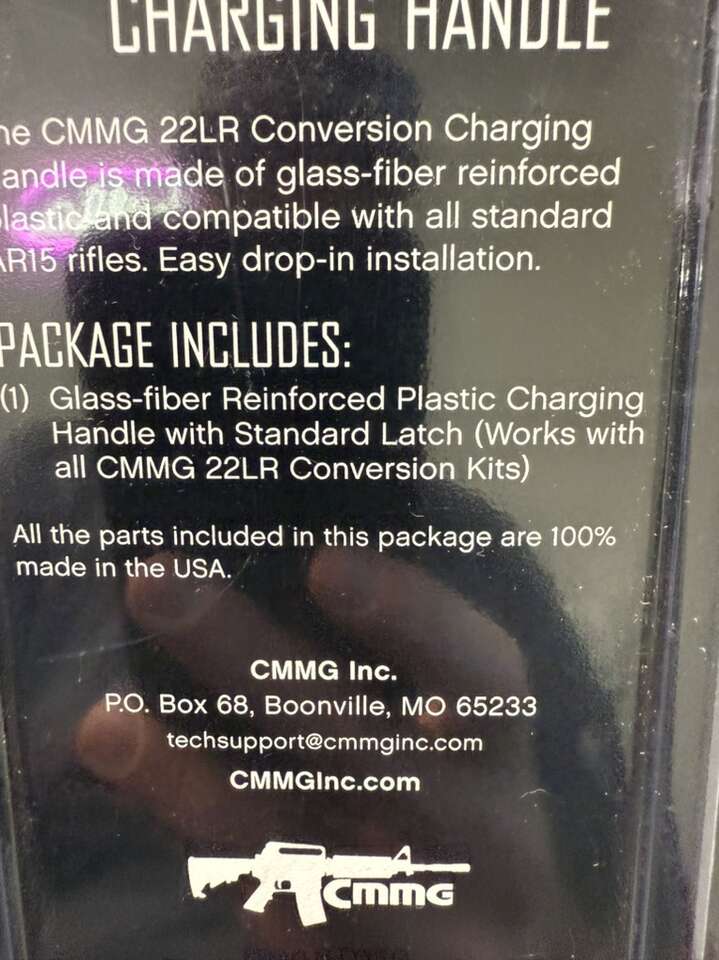 CHARGING HANDLE
he CMMG 22LR Conversion Charging
andle is made of glass-fiber reinforced
lastic and compatible with all standard
AR15 rifles. Easy drop-in installation.
PACKAGE INCLUDES:
(1) Glass-fiber Reinforced Plastic Charging
Handle with Standard Latch (Works with
all CMMG 22LR Conversion Kits)
All the parts included in this package are 100%
made in the USA.
CMMG Inc.
P.O. Box 68, Boonville, MO 65233
techsupport@cmmginc.com
CMMGInc.com
cmmG